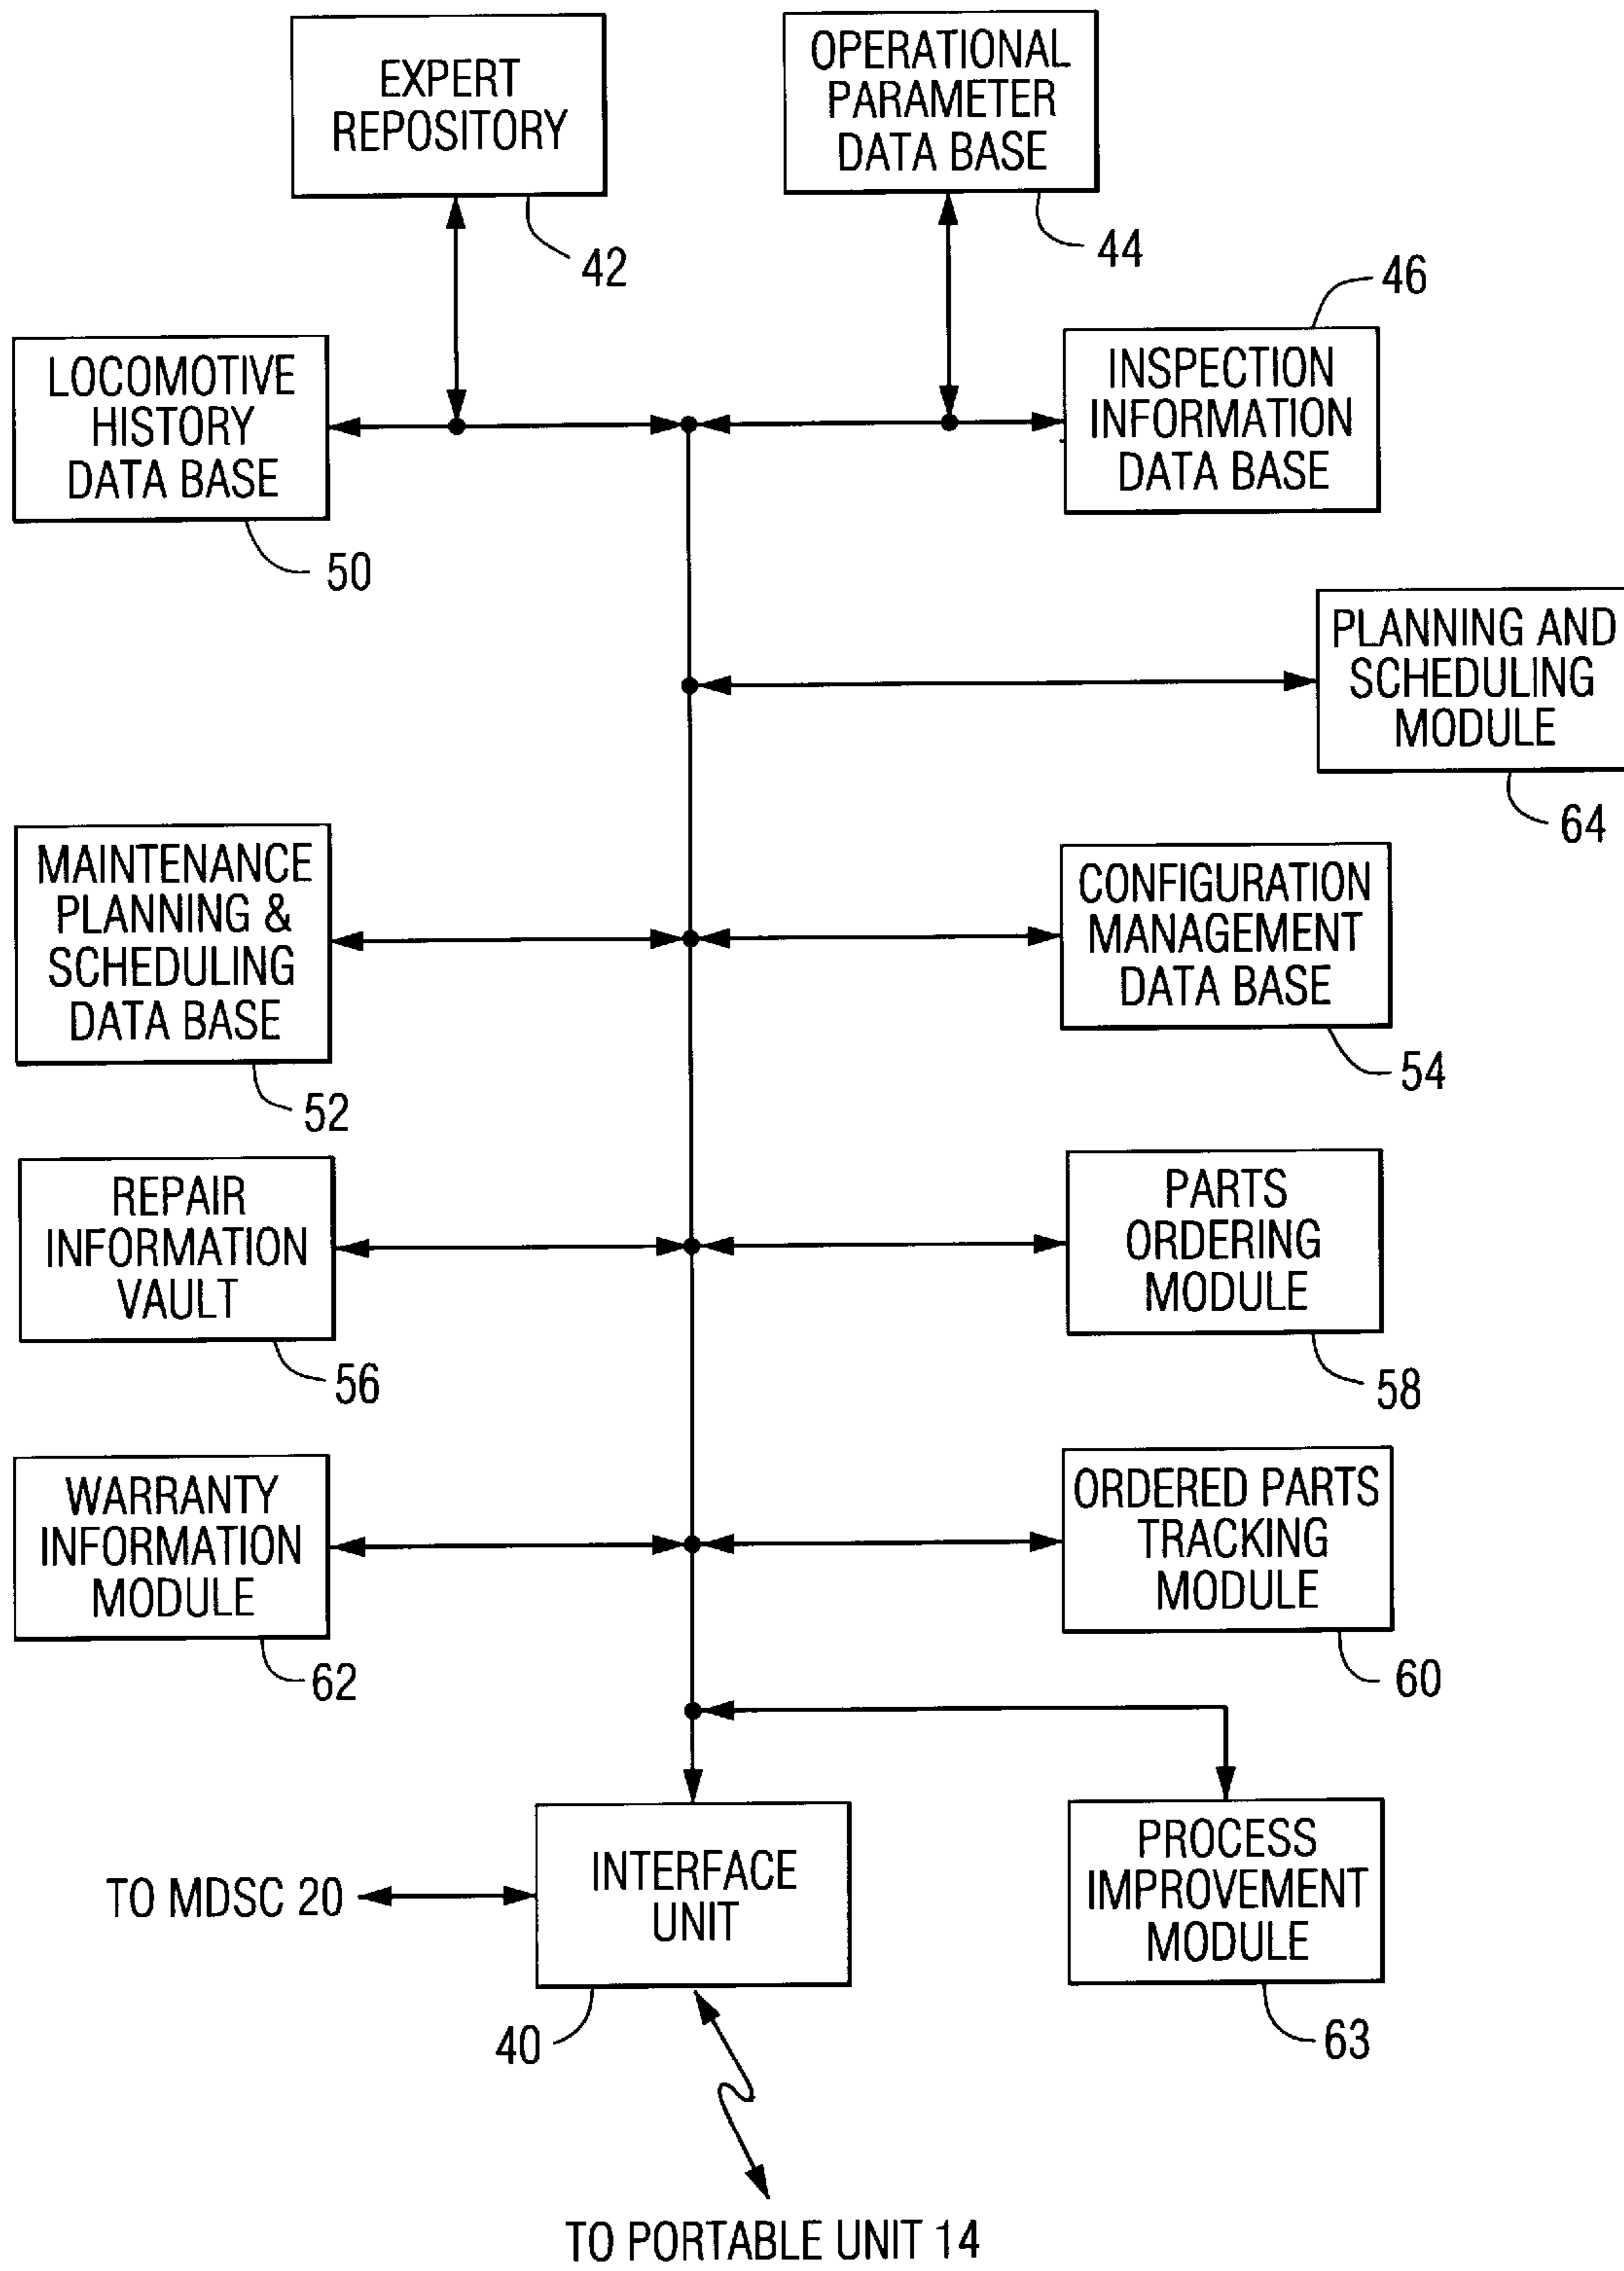 EXPERT
REPOSITORY
42
OPERATIONAL
PARAMETER
DATA BASE
44
46
LOCOMOTIVE
HISTORY
DATA BASE
50
INSPECTION
INFORMATION
DATA BASE
PLANNING AND
SCHEDULING
MODULE
64
MAINTENANCE
PLANNING &
SCHEDULING
DATA BASE
52
CONFIGURATION
MANAGEMENT
DATA BASE
54
REPAIR
INFORMATION
VAULT
56
PARTS
ORDERING
MODULE
58
WARRANTY
INFORMATION
MODULE
62
ORDERED PARTS
TRACKING
MODULE
60
TO MDSC 20
INTERFACE
UNIT
40
PROCESS
IMPROVEMENT
MODULE
63
TO PORTABLE UNIT 14